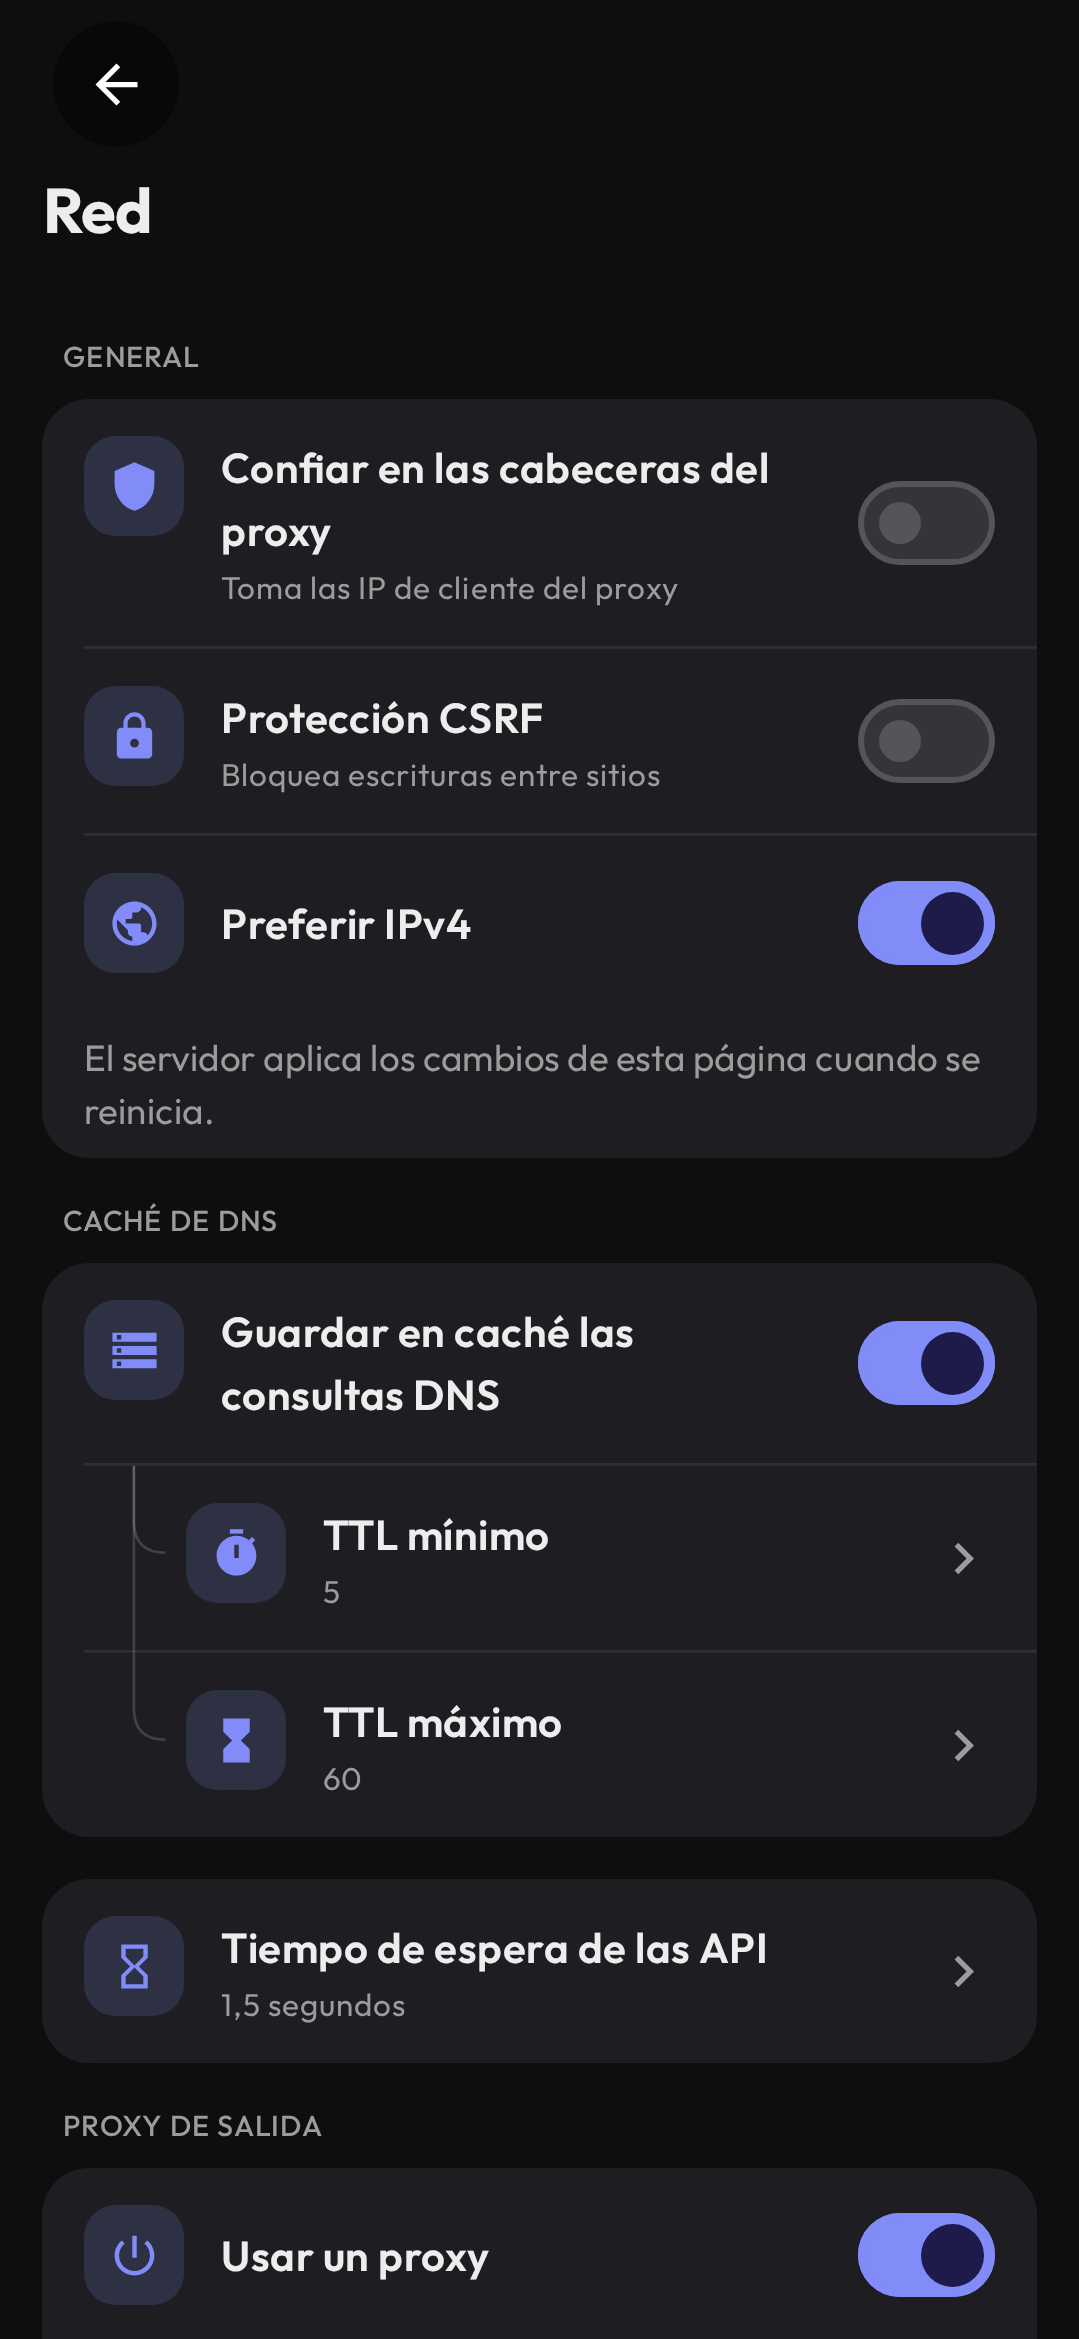 Red
GENERAL
Confiar en las cabeceras del
proxy
Toma las IP de cliente del proxy
Protección CSRF
Bloquea escrituras entre sitios
Preferir IPv4
El servidor aplica los cambios de esta página cuando se
reinicia.
CACHÉ DE DNS
Guardar en caché las
consultas DNS
TTL mínimo
5
TTL máximo
60
Tiempo de espera de las API
1,5 segundos
PROXY DE SALIDA
Usar un proxy